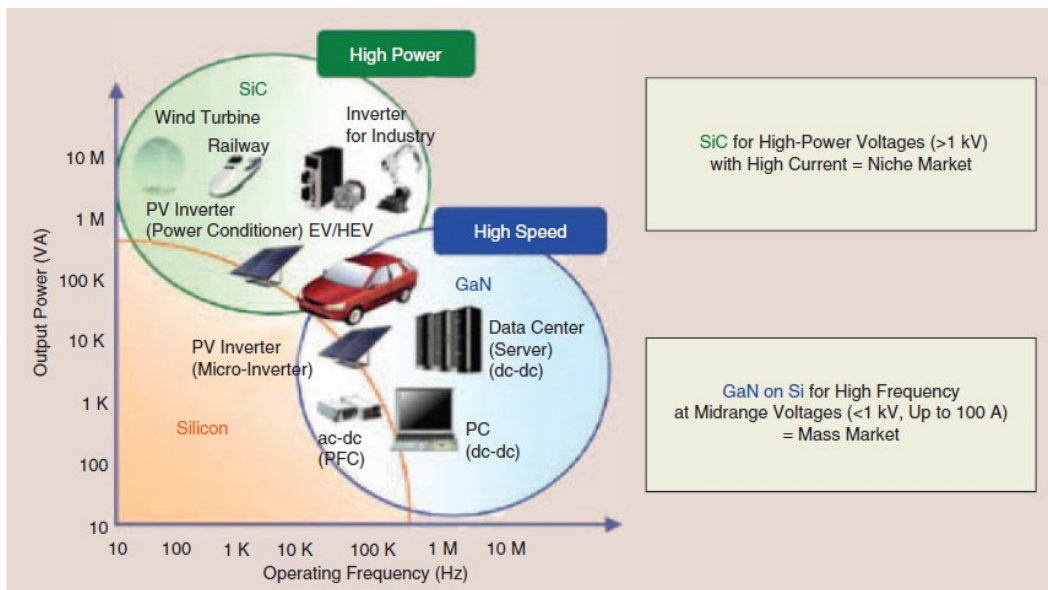 High Power
SiC
Wind Turbine
Inverter
for Industry
Railway
PV Inverter
(Power Conditioner) EV/HEV
High Speed
GaN
Data Center
(Server)
(dc-dc)
PV Inverter
(Micro-Inverter)
Silicon
ac-dc
(PFC)
PC
(dc-dc)
Output Power (VA)
10 M
1 M
100 K
10 K
1 K
100
10
10 100 1 K 10 K 100 K 1 M 10 M
Operating Frequency (Hz)
SiC for High-Power Voltages (>1 kV)
with High Current = Niche Market
GaN on Si for High Frequency
at Midrange Voltages (<1 kV, Up to 100 A)
= Mass Market